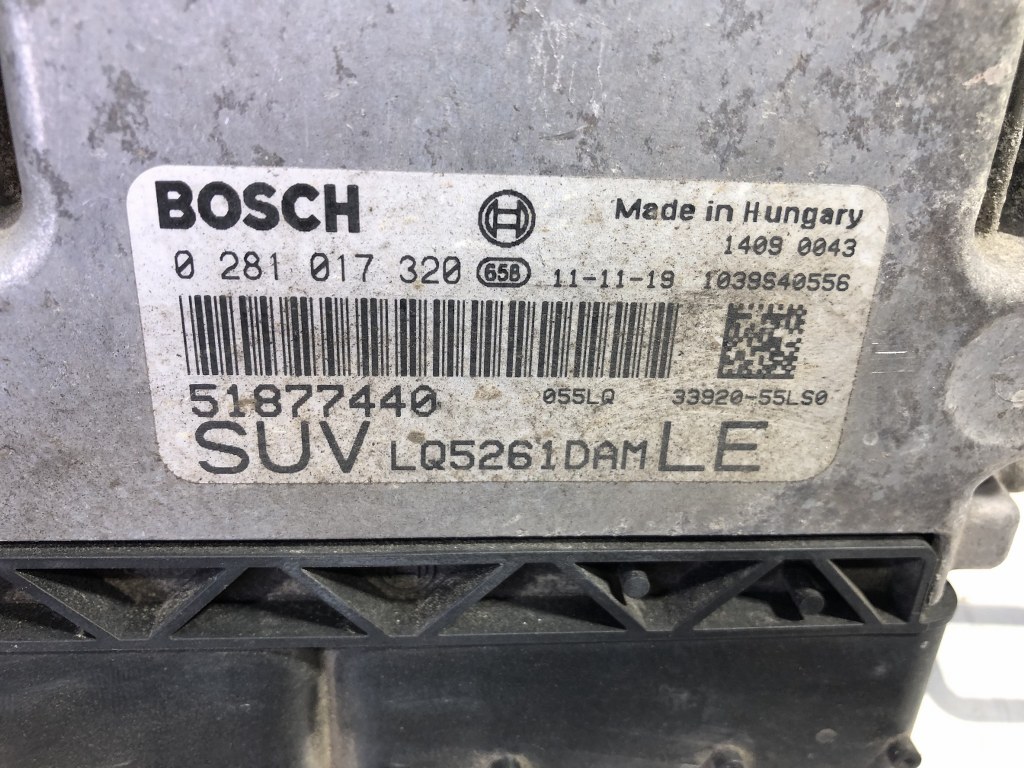 BOSCH
Made in Hungary
1409 0043
0 281 017 320 658 11-11-19 1039S40556
51877440 055LQ 33920-55LS0
SUV LQ5261DAM LE